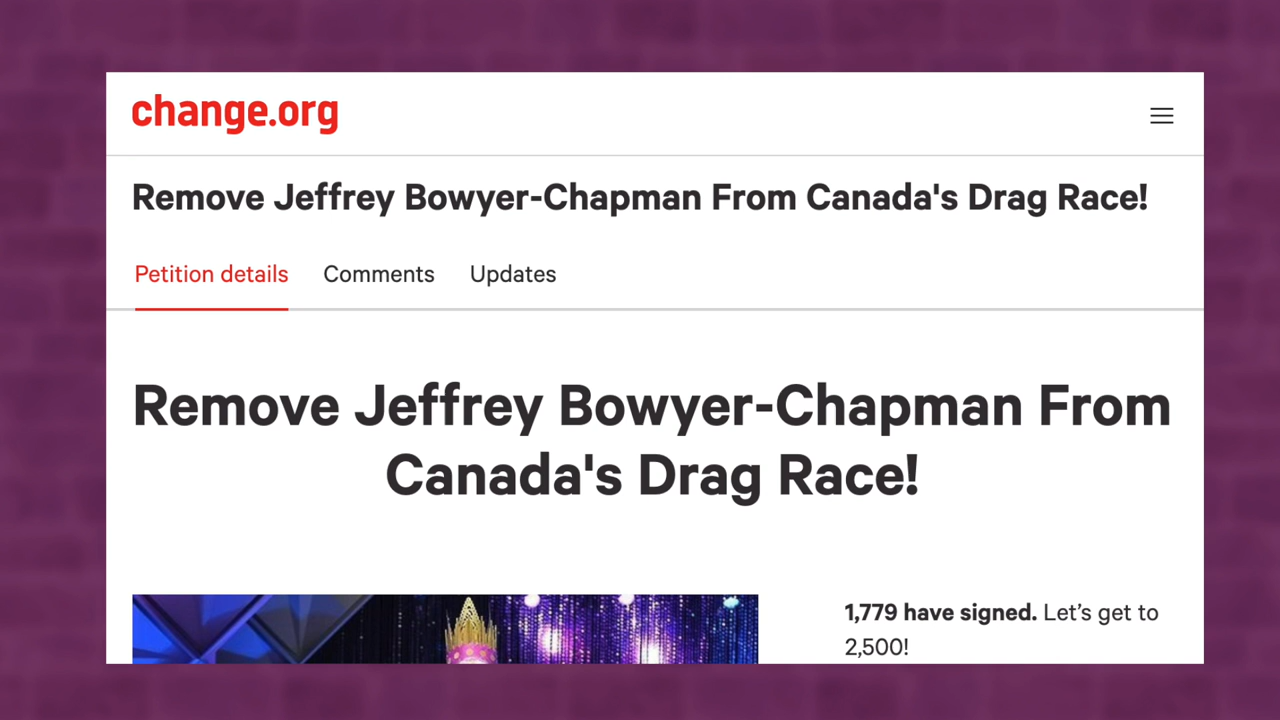 change.org
Remove Jeffrey Bowyer-Chapman From Canada's Drag Race!
Petition details Comments Updates
Remove Jeffrey Bowyer-Chapman From
Canada's Drag Race!
1,779 have signed. Let’s get to
2,500!